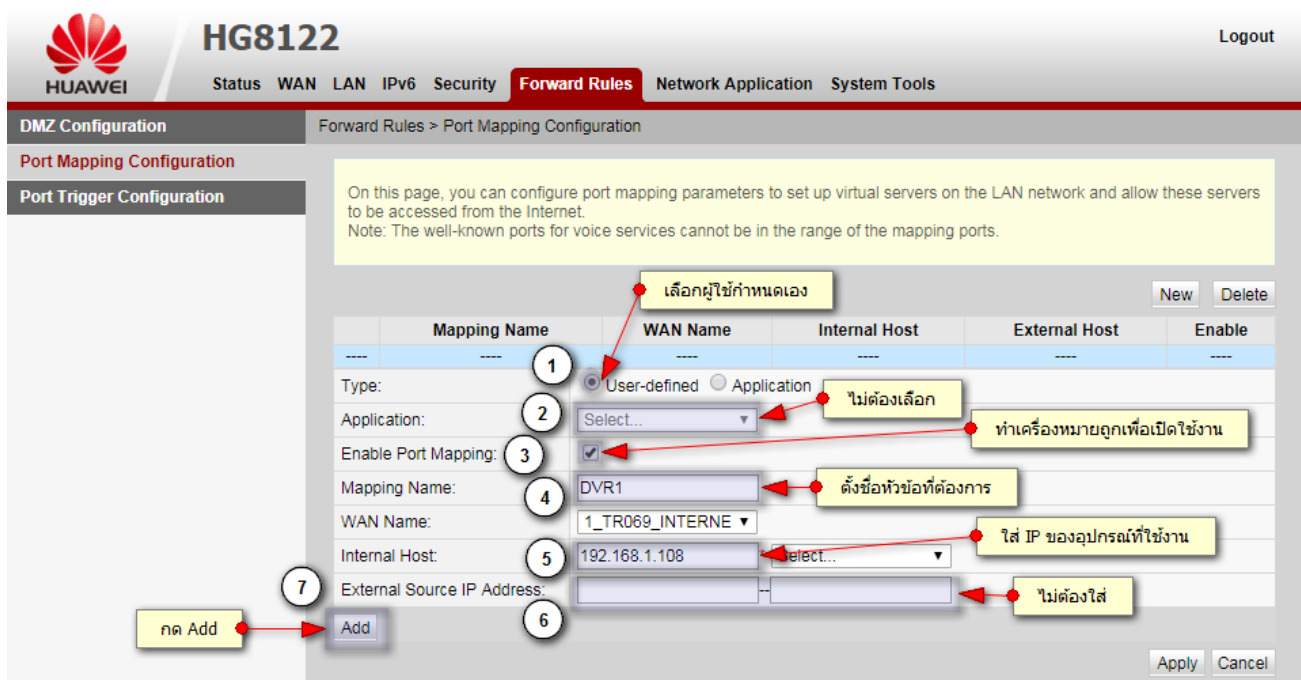 HUAWEI
HG8122
Logout
Status WAN LAN IPv6 Security Forward Rules Network Application System Tools
DMZ Configuration
Forward Rules > Port Mapping Configuration
Port Mapping Configuration
Port Trigger Configuration
On this page, you can configure port mapping parameters to set up virtual servers on the LAN network and allow these servers
to be accessed from the Internet.
Note: The well-known ports for voice services cannot be in the range of the mapping ports.
เลือกผู้ใช้กำหนดเอง
New Delete
Mapping Name WAN Name Internal Host External Host Enable
---- ---- ---- ---- ---- ----
1
Type: User-defined Application
ไม่ต้องเลือก
2
Application: Select...
ทำเครื่องหมายถูกเพื่อเปิดใช้งาน
Enable Port Mapping: 3
Mapping Name: 4 DVR1 ตั้งชื่อหัวข้อที่ต้องการ
WAN Name: 1_TR069_INTERNE
ใส่ IP ของอุปกรณ์ที่ใช้งาน
Internal Host: 5 192.168.1.108 * Select...
7
External Source IP Address: -- ไม่ต้องใส่
6
กด Add Add
Apply Cancel